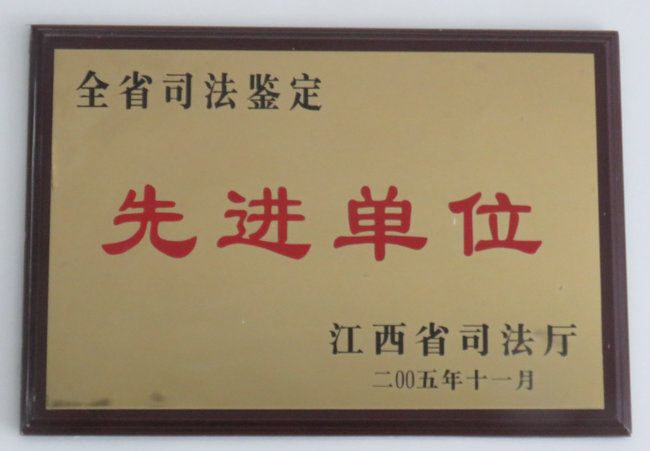 全省司法鉴定
先进单位
江西省司法厅
二00五年十一月